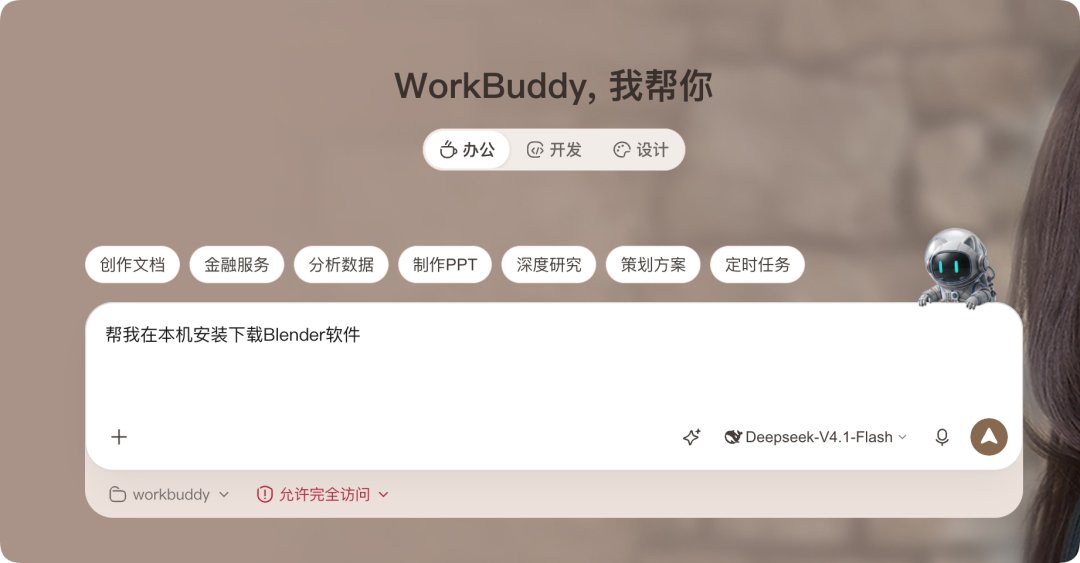 WorkBuddy, 我帮你
办公 开发 设计
创作文档 金融服务 分析数据 制作PPT 深度研究 策划方案 定时任务
帮我在本机安装下载Blender软件
Deepseek-V4.1-Flash
workbuddy 允许完全访问